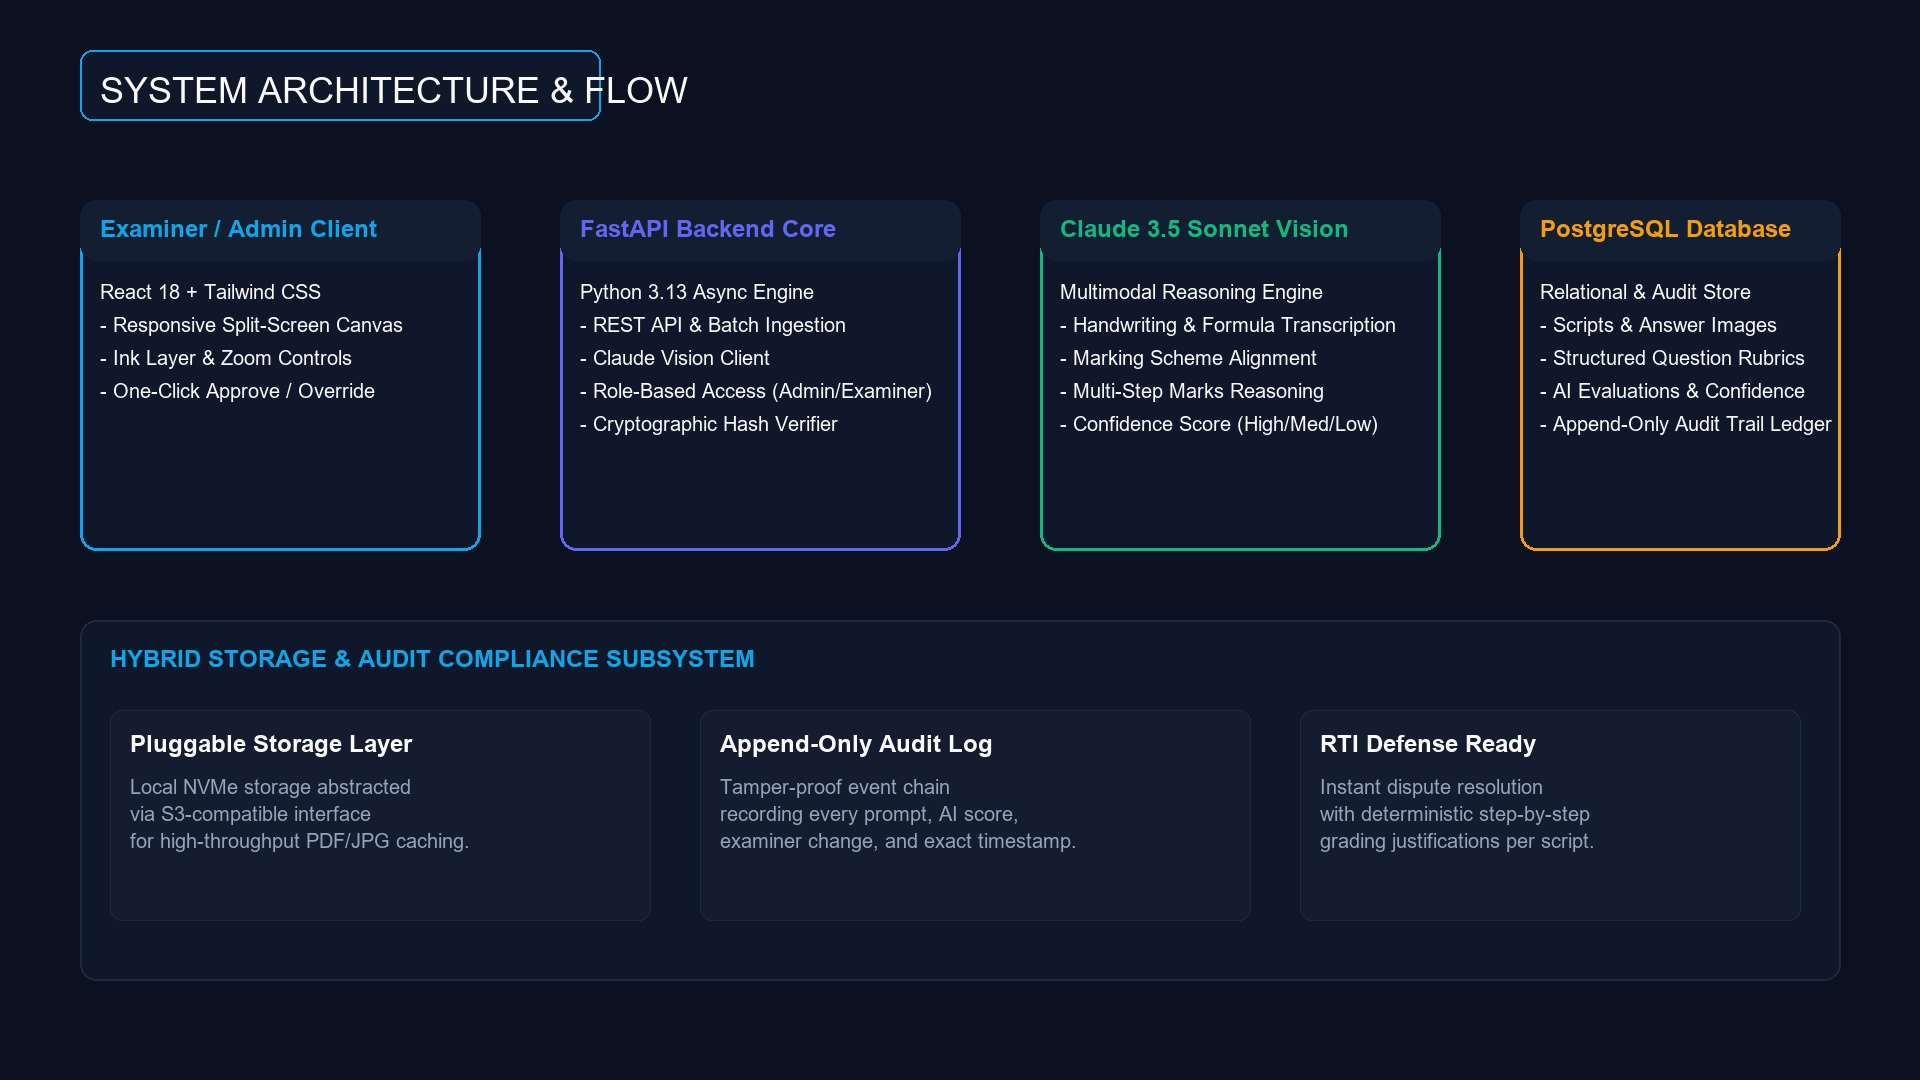 SYSTEM ARCHITECTURE & FLOW
Examiner / Admin Client
React 18 + Tailwind CSS
- Responsive Split-Screen Canvas
- Ink Layer & Zoom Controls
- One-Click Approve / Override
FastAPI Backend Core
Python 3.13 Async Engine
- REST API & Batch Ingestion
- Claude Vision Client
- Role-Based Access (Admin/Examiner)
- Cryptographic Hash Verifier
Claude 3.5 Sonnet Vision
Multimodal Reasoning Engine
- Handwriting & Formula Transcription
- Marking Scheme Alignment
- Multi-Step Marks Reasoning
- Confidence Score (High/Med/Low)
PostgreSQL Database
Relational & Audit Store
- Scripts & Answer Images
- Structured Question Rubrics
- AI Evaluations & Confidence
- Append-Only Audit Trail Ledger
HYBRID STORAGE & AUDIT COMPLIANCE SUBSYSTEM
Pluggable Storage Layer
Local NVMe storage abstracted
via S3-compatible interface
for high-throughput PDF/JPG caching.
Append-Only Audit Log
Tamper-proof event chain
recording every prompt, AI score,
examiner change, and exact timestamp.
RTI Defense Ready
Instant dispute resolution
with deterministic step-by-step
grading justifications per script.